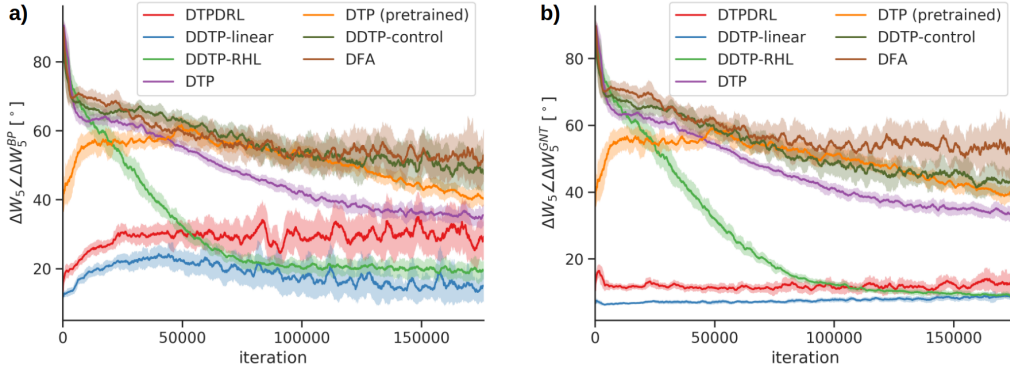 a)
DTPDRL
DDTP-linear
DDTP-RHL
DTP
DTP (pretrained)
DDTP-control
DFA
ΔW₅∠ΔW₅^BP [ ° ]
80
60
40
20
0
50000
100000
150000
iteration
b)
DTPDRL
DDTP-linear
DDTP-RHL
DTP
DTP (pretrained)
DDTP-control
DFA
ΔW₅∠ΔW₅^GNT [ ° ]
80
60
40
20
0
50000
100000
150000
iteration